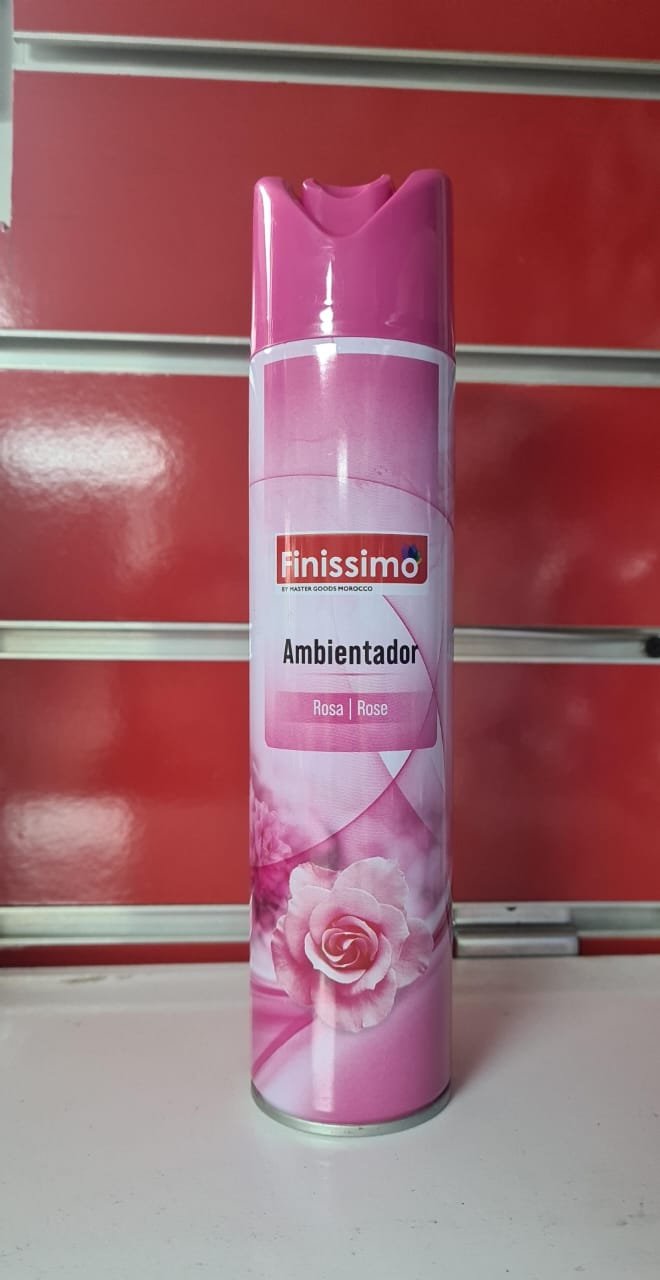 Finissimo
BY MASTER GOODS MOROCCO
Ambientador
Rosa | Rose